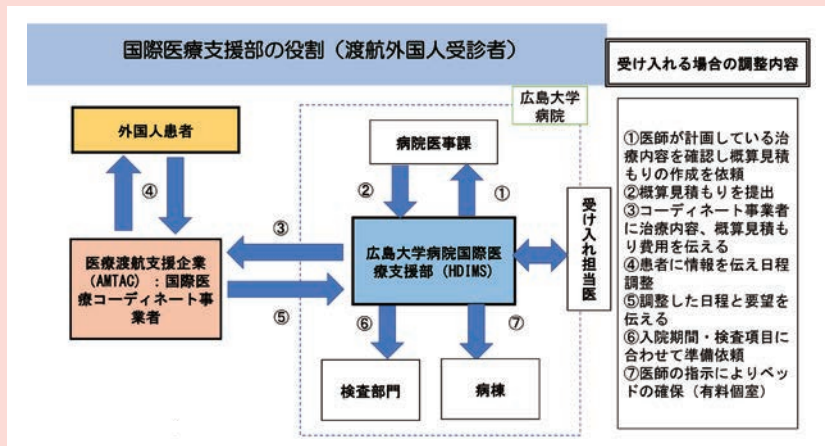 国際医療支援部の役割（渡航外国人受診者）
受け入れる場合の調整内容
広島大学
病院
外国人患者
病院医事課
④
②
①
③
医療渡航支援企業
（AMTAC）：国際医
療コーディネート事
業者
広島大学病院国際医
療支援部（HDIMS）
受け入れ担当医
⑤
⑥
⑦
検査部門
病棟
①医師が計画している治
療内容を確認し概算見積
もりの作成を依頼
②概算見積もりを提出
③コーディネート事業者
に治療内容、概算見積も
り費用を伝える
④患者に情報を伝え日程
調整
⑤調整した日程と要望を
伝える
⑥入院期間・検査項目に
合わせて準備依頼
⑦医師の指示によりベッ
ドの確保（有料個室）